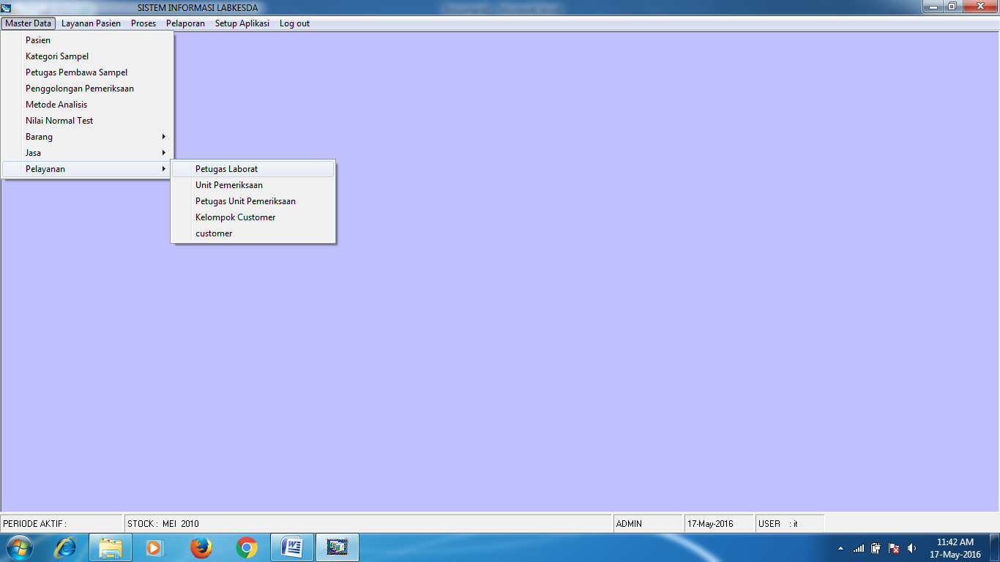 SISTEM INFORMASI LABKESDA
Master Data Layanan Pasien Proses Pelaporan Setup Aplikasi Log out
Pasien
Kategori Sampel
Petugas Pembawa Sampel
Penggolongan Pemeriksaan
Metode Analisis
Nilai Normal Test
Barang
Jasa
Pelayanan
Petugas Laborat
Unit Pemeriksaan
Petugas Unit Pemeriksaan
Kelompok Customer
customer
PERIODE AKTIF : STOCK : MEI 2010 ADMIN 17-May-2016 USER : it
11:42 AM
17-May-2016